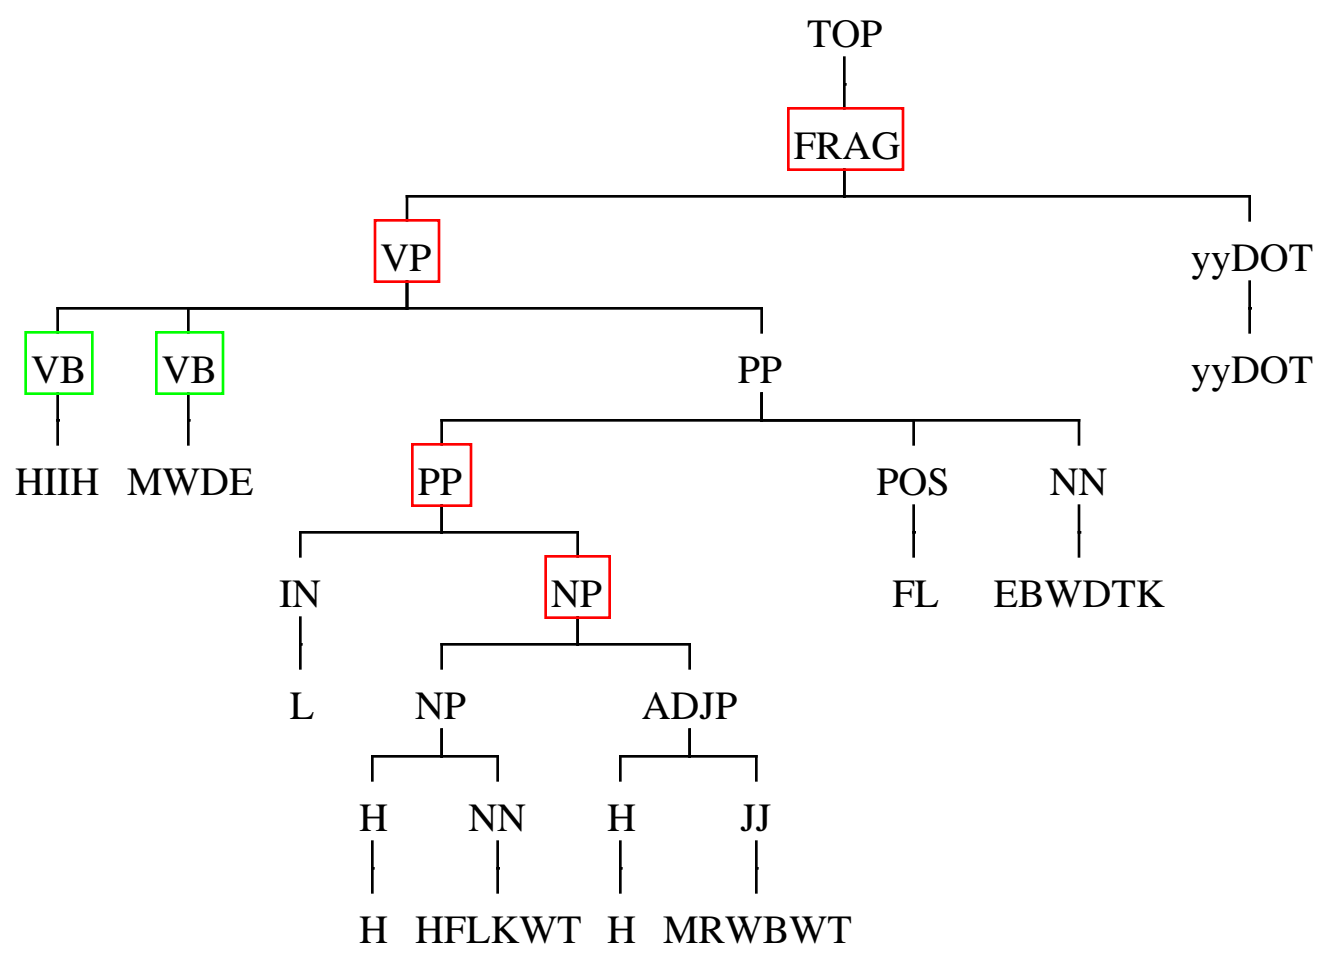 TOP
FRAG
VP yyDOT
VB VB PP yyDOT
HIIH MWDE PP POS NN
IN NP FL EBWDTK
L NP ADJP
H NN H JJ
H HFLKWT H MRWBWT